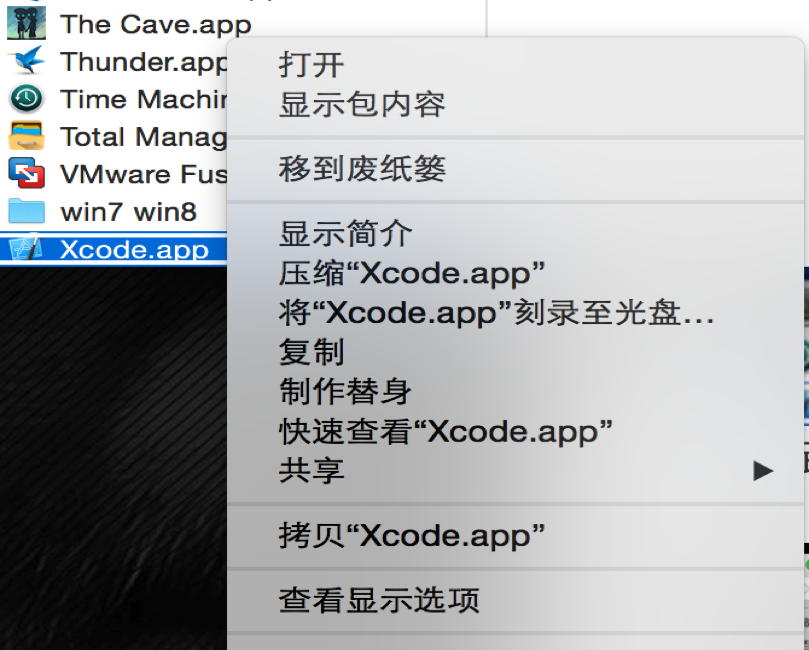 The Cave.app
Thunder.app
Time Machin
Total Manag
VMware Fus
win7 win8
Xcode.app
打开
显示包内容
移到废纸篓
显示简介
压缩“Xcode.app”
将“Xcode.app”刻录至光盘...
复制
制作替身
快速查看“Xcode.app”
共享
拷贝“Xcode.app”
查看显示选项